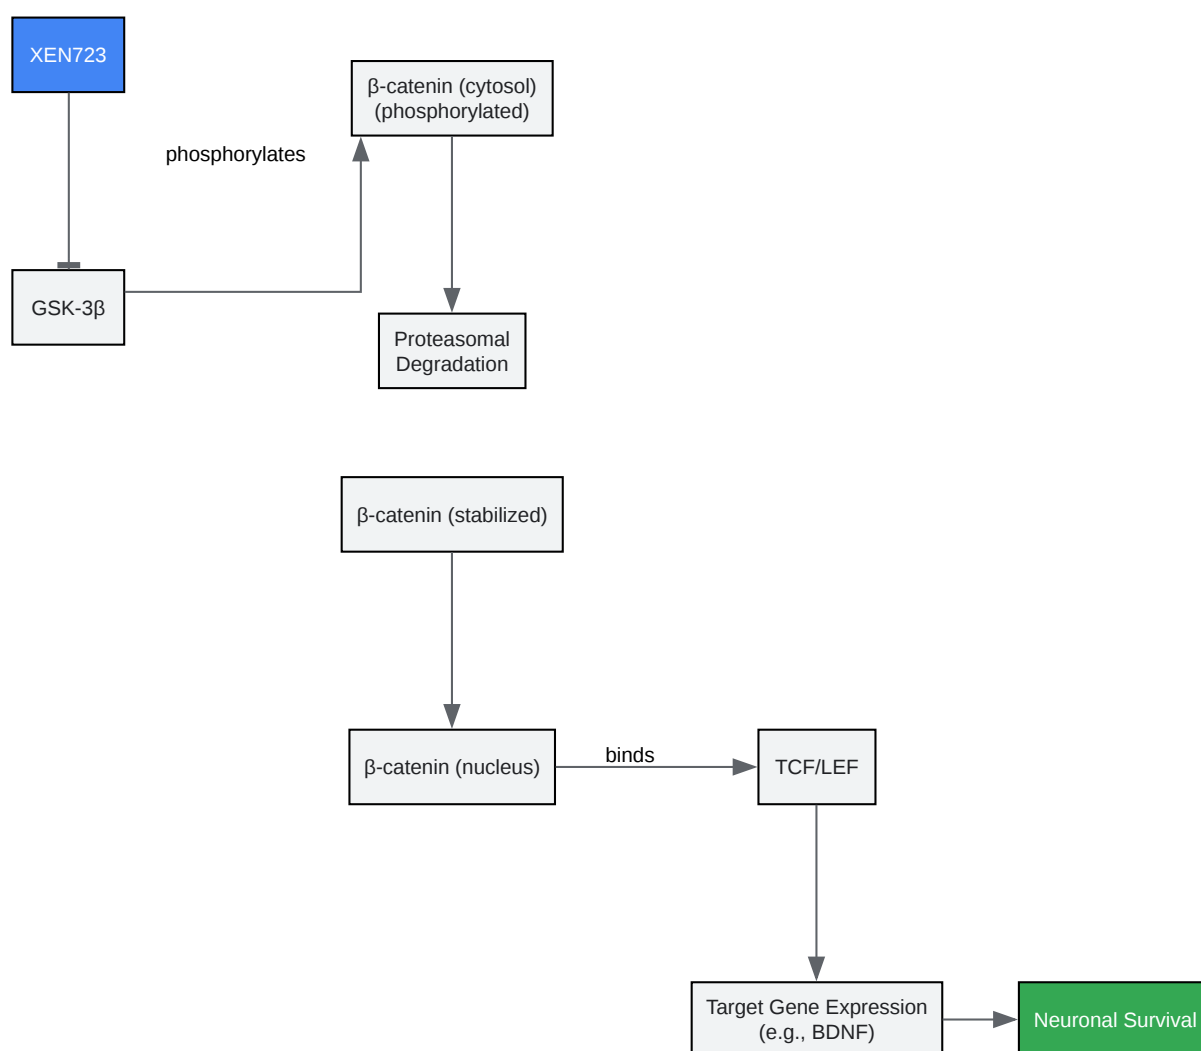 XEN723
β-catenin (cytosol)
(phosphorylated)
phosphorylates
GSK-3β
Proteasomal
Degradation
β-catenin (stabilized)
β-catenin (nucleus)
binds
TCF/LEF
Target Gene Expression
(e.g., BDNF)
Neuronal Survival